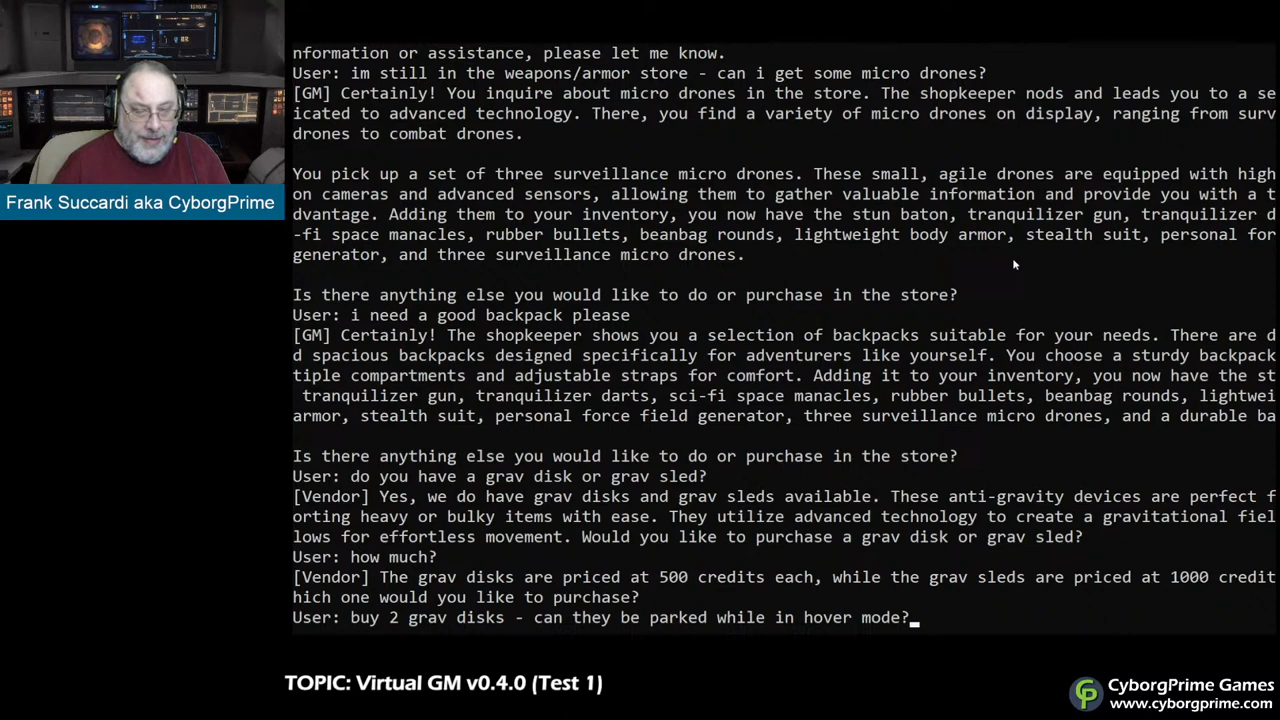 nformation or assistance, please let me know.
User: im still in the weapons/armor store - can i get some micro drones?
[GM] Certainly! You inquire about micro drones in the store. The shopkeeper nods and leads you to a se
icated to advanced technology. There, you find a variety of micro drones on display, ranging from surv
drones to combat drones.
You pick up a set of three surveillance micro drones. These small, agile drones are equipped with high
on cameras and advanced sensors, allowing them to gather valuable information and provide you with a t
dvantage. Adding them to your inventory, you now have the stun baton, tranquilizer gun, tranquilizer d
-fi space manacles, rubber bullets, beanbag rounds, lightweight body armor, stealth suit, personal for
generator, and three surveillance micro drones.
Is there anything else you would like to do or purchase in the store?
User: i need a good backpack please
[GM] Certainly! The shopkeeper shows you a selection of backpacks suitable for your needs. There are d
d spacious backpacks designed specifically for adventurers like yourself. You choose a sturdy backpack
tiple compartments and adjustable straps for comfort. Adding it to your inventory, you now have the st
tranquilizer gun, tranquilizer darts, sci-fi space manacles, rubber bullets, beanbag rounds, lightwei
armor, stealth suit, personal force field generator, three surveillance micro drones, and a durable ba
Is there anything else you would like to do or purchase in the store?
User: do you have a grav disk or grav sled?
[Vendor] Yes, we do have grav disks and grav sleds available. These anti-gravity devices are perfect f
orting heavy or bulky items with ease. They utilize advanced technology to create a gravitational fiel
lows for effortless movement. Would you like to purchase a grav disk or grav sled?
User: how much?
[Vendor] The grav disks are priced at 500 credits each, while the grav sleds are priced at 1000 credit
hich one would you like to purchase?
User: buy 2 grav disks - can they be parked while in hover mode?_
Frank Succardi aka CyborgPrime
TOPIC: Virtual GM v0.4.0 (Test 1)
CyborgPrime Games
www.cyborgprime.com